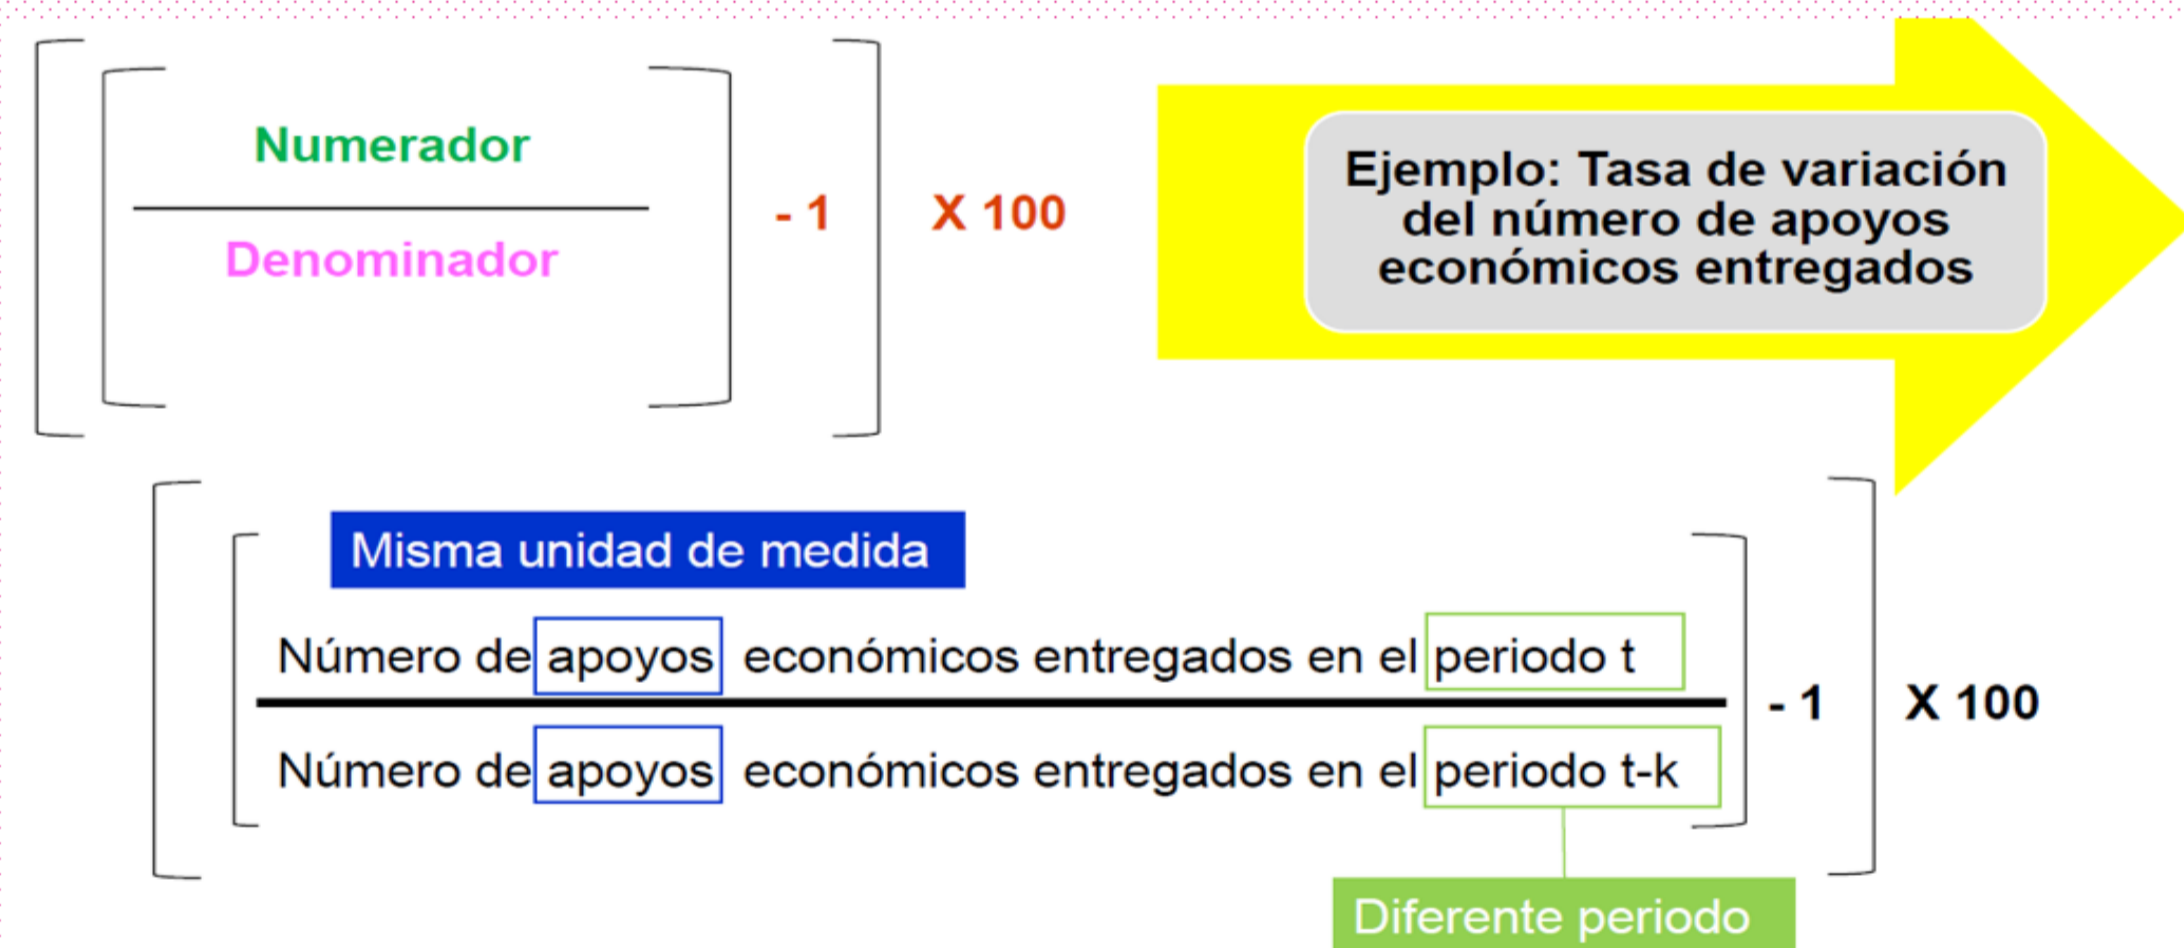 Numerador
Denominador
- 1
X 100
Ejemplo: Tasa de variación
del número de apoyos
económicos entregados
Misma unidad de medida
Número de apoyos económicos entregados en el periodo t
Número de apoyos económicos entregados en el periodo t-k
- 1
X 100
Diferente periodo